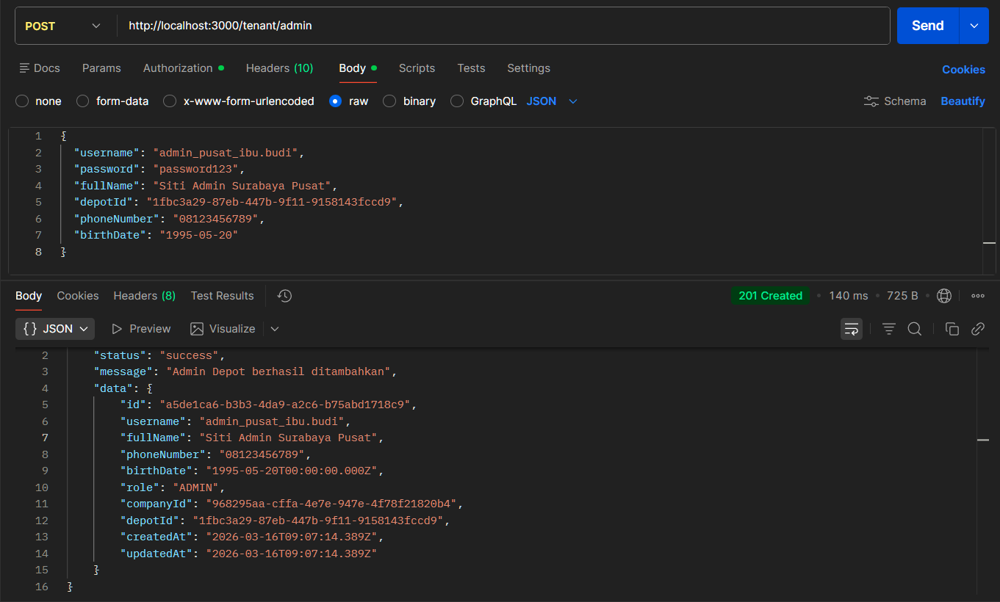 POST http://localhost:3000/tenant/admin Send
Docs Params Authorization Headers (10) Body Scripts Tests Settings Cookies
none form-data x-www-form-urlencoded raw binary GraphQL JSON Schema Beautify
1 {
2 "username": "admin_pusat_ibu.budi",
3 "password": "password123",
4 "fullName": "Siti Admin Surabaya Pusat",
5 "depotId": "1fbc3a29-87eb-447b-9f11-9158143fccd9",
6 "phoneNumber": "08123456789",
7 "birthDate": "1995-05-20"
8 }
Body Cookies Headers (8) Test Results 201 Created 140 ms 725 B
{} JSON Preview Visualize
2 "status": "success",
3 "message": "Admin Depot berhasil ditambahkan",
4 "data": {
5 "id": "a5de1ca6-b3b3-4da9-a2c6-b75abd1718c9",
6 "username": "admin_pusat_ibu.budi",
7 "fullName": "Siti Admin Surabaya Pusat",
8 "phoneNumber": "08123456789",
9 "birthDate": "1995-05-20T00:00:00.000Z",
10 "role": "ADMIN",
11 "companyId": "968295aa-cffa-4e7e-947e-4f78f21820b4",
12 "depotId": "1fbc3a29-87eb-447b-9f11-9158143fccd9",
13 "createdAt": "2026-03-16T09:07:14.389Z",
14 "updatedAt": "2026-03-16T09:07:14.389Z"
15 }
16 }